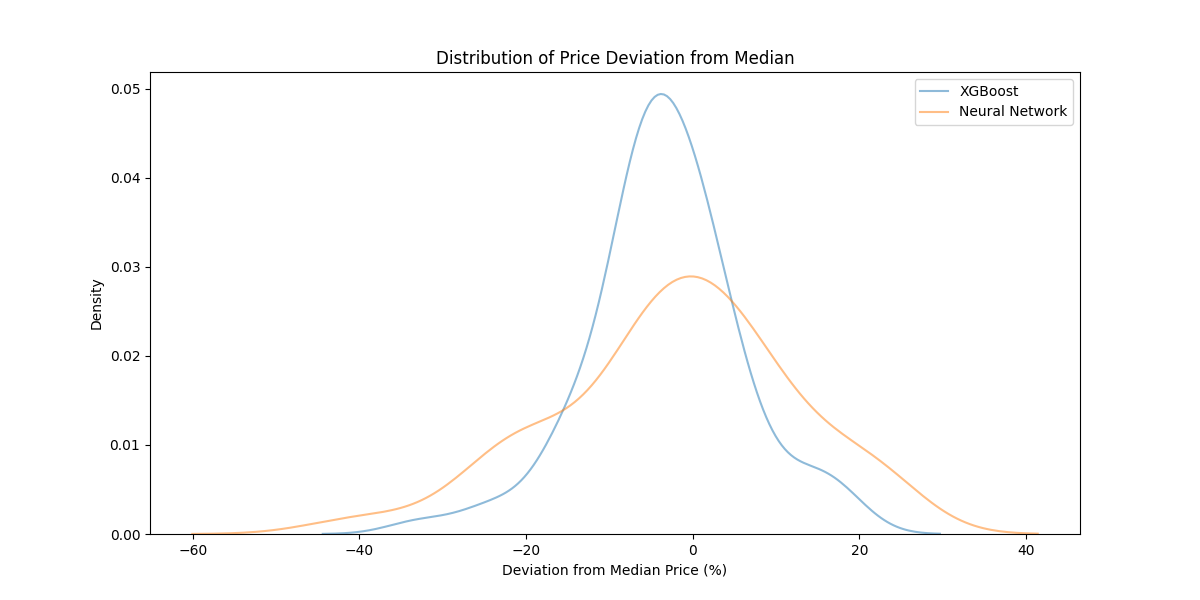 Distribution of Price Deviation from Median
XGBoost
Neural Network
Density
0.05
0.04
0.03
0.02
0.01
0.00
−60
−40
−20
0
20
40
Deviation from Median Price (%)